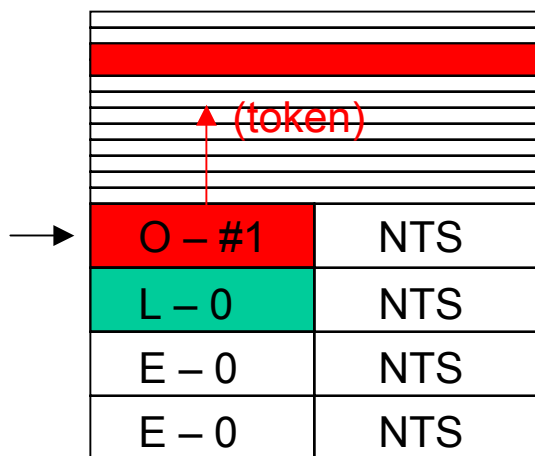 (token)
O – #1 NTS
L – 0 NTS
E – 0 NTS
E – 0 NTS